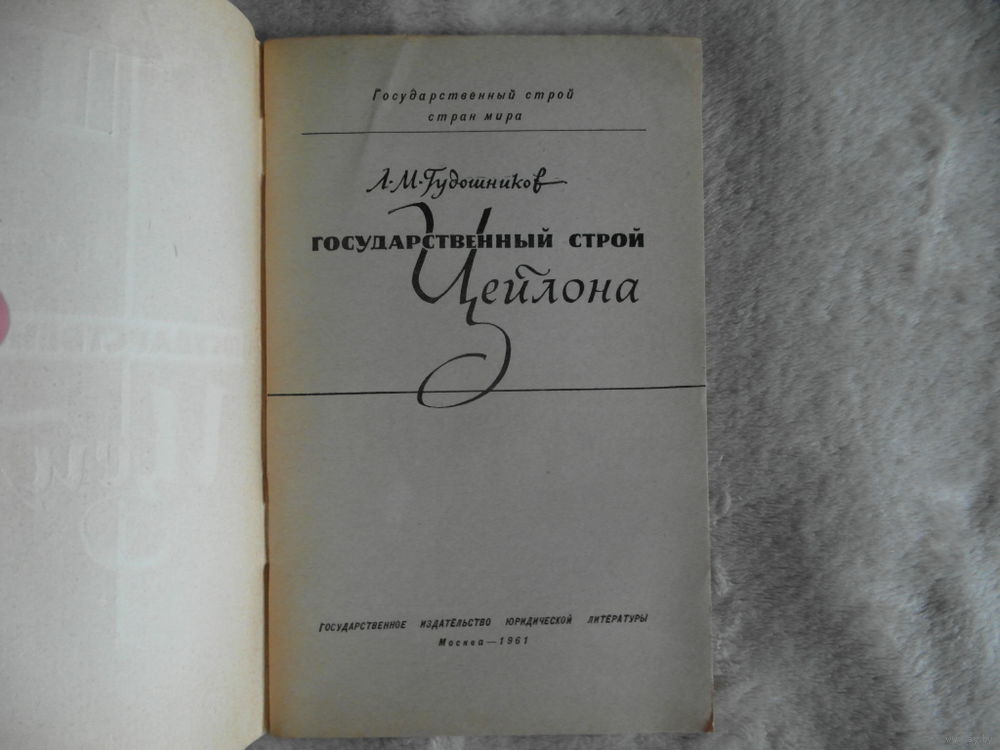 Государственный строй
стран мира
Л. М. Гудошников
ГОСУДАРСТВЕННЫЙ СТРОЙ
Цейлона
ГОСУДАРСТВЕННОЕ ИЗДАТЕЛЬСТВО ЮРИДИЧЕСКОЙ ЛИТЕРАТУРЫ
Москва — 1961